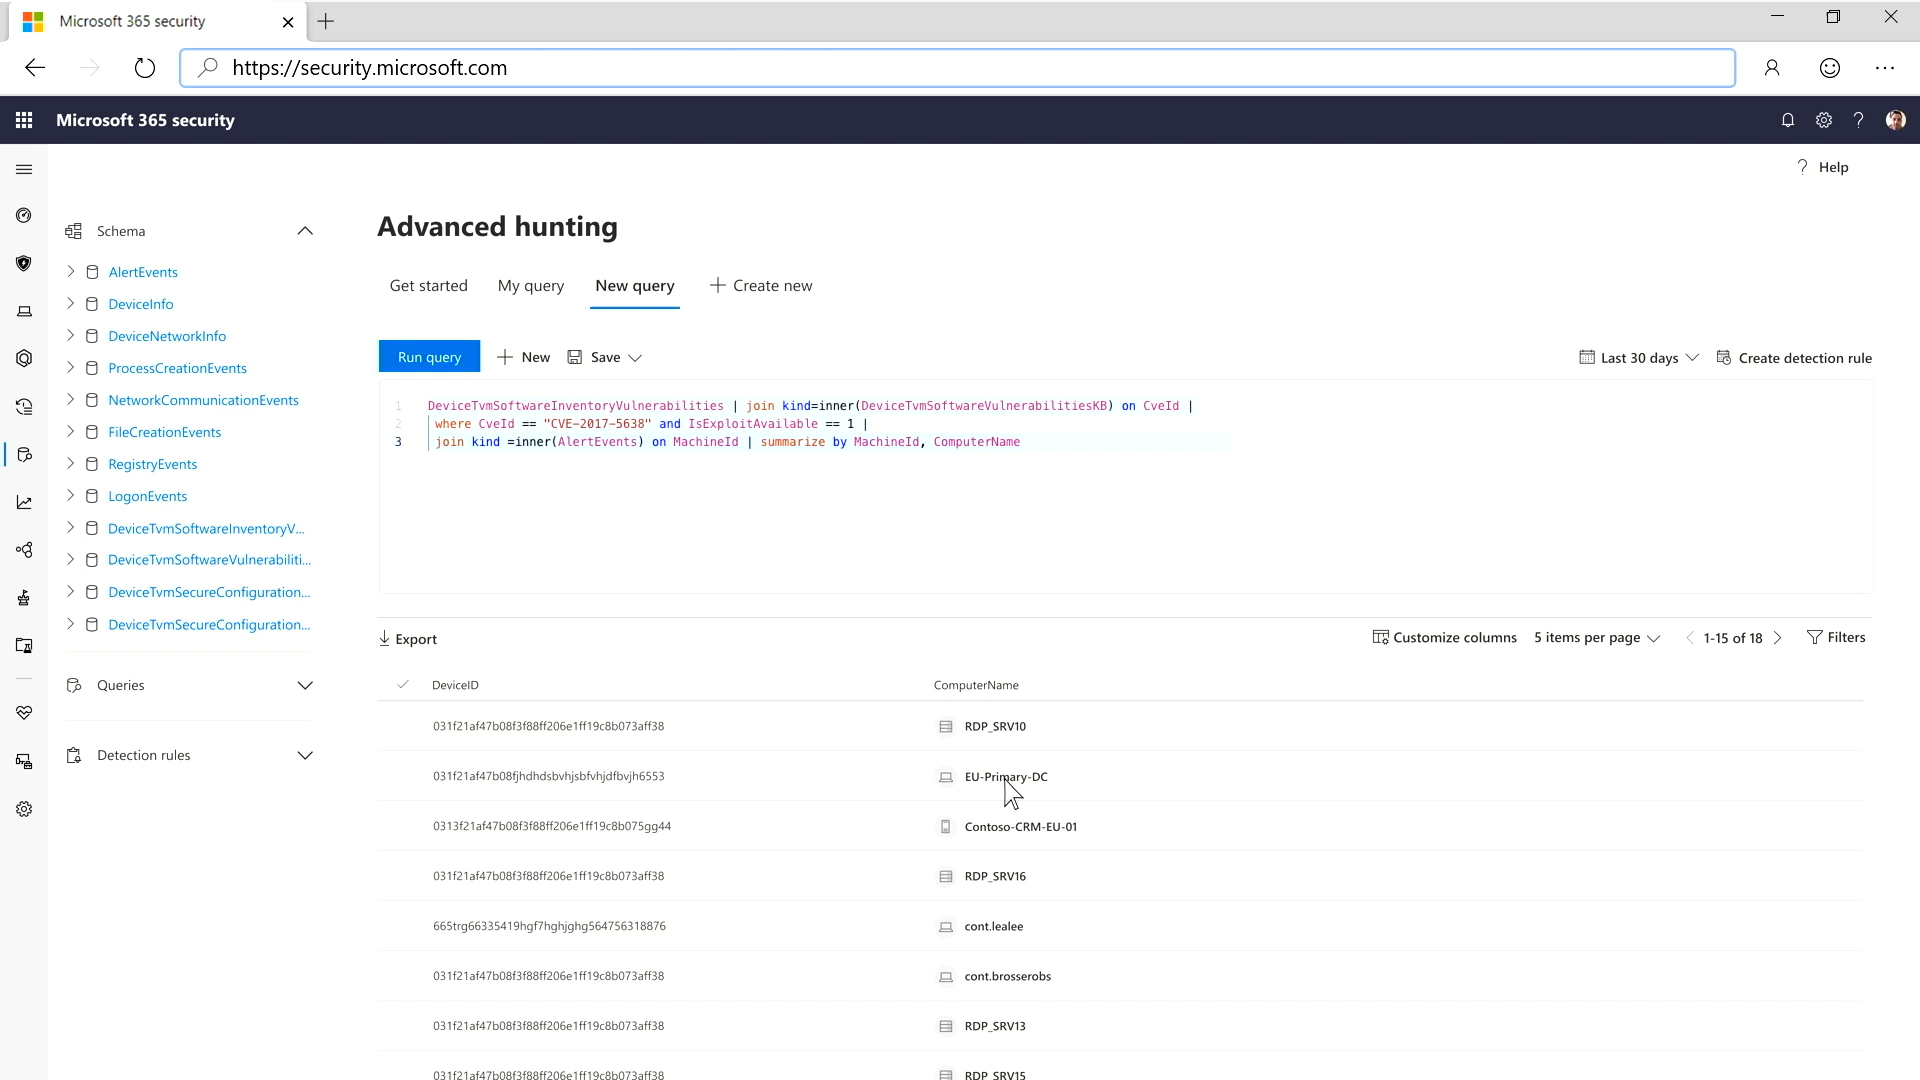 Microsoft 365 security
https://security.microsoft.com
Microsoft 365 security
Help
Schema
AlertEvents
DeviceInfo
DeviceNetworkInfo
ProcessCreationEvents
NetworkCommunicationEvents
FileCreationEvents
RegistryEvents
LogonEvents
DeviceTvmSoftwareInventoryV...
DeviceTvmSoftwareVulnerabiliti...
DeviceTvmSecureConfiguration...
DeviceTvmSecureConfiguration...
Queries
Detection rules
Advanced hunting
Get started My query New query + Create new
Run query + New Save Last 30 days Create detection rule
1 DeviceTvmSoftwareInventoryVulnerabilities | join kind=inner(DeviceTvmSoftwareVulnerabilitiesKB) on CveId |
2 where CveId == "CVE-2017-5638" and IsExploitAvailable == 1 |
3 join kind =inner(AlertEvents) on MachineId | summarize by MachineId, ComputerName
Export Customize columns 5 items per page 1-15 of 18 Filters
DeviceID ComputerName
031f21af47b08f3f88ff206e1ff19c8b073aff38 RDP_SRV10
031f21af47b08fjhdhdsbvhjsbfvhjdfbvjh6553 EU-Primary-DC
0313f21af47b08f3f88ff206e1ff19c8b075gg44 Contoso-CRM-EU-01
031f21af47b08f3f88ff206e1ff19c8b073aff38 RDP_SRV16
665trg66335419hgf7hghjghg564756318876 cont.lealee
031f21af47b08f3f88ff206e1ff19c8b073aff38 cont.brosserobs
031f21af47b08f3f88ff206e1ff19c8b073aff38 RDP_SRV13
031f21af47b08f3f88ff206e1ff19c8b073aff38 RDP_SRV15